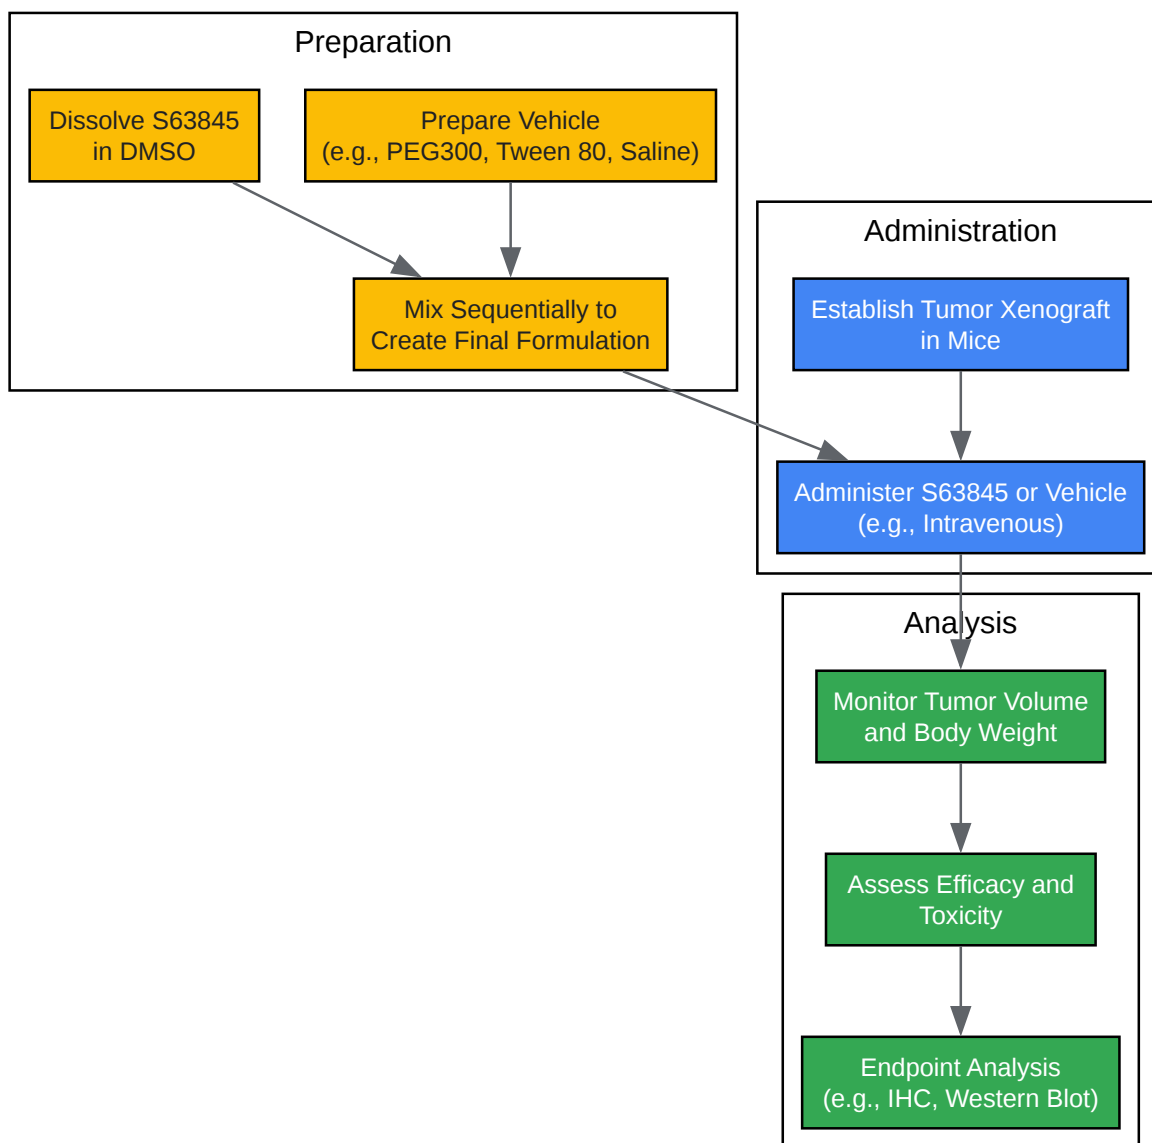 Preparation
Dissolve S63845
in DMSO
Prepare Vehicle
(e.g., PEG300, Tween 80, Saline)
Mix Sequentially to
Create Final Formulation
Administration
Establish Tumor Xenograft
in Mice
Administer S63845 or Vehicle
(e.g., Intravenous)
Analysis
Monitor Tumor Volume
and Body Weight
Assess Efficacy and
Toxicity
Endpoint Analysis
(e.g., IHC, Western Blot)